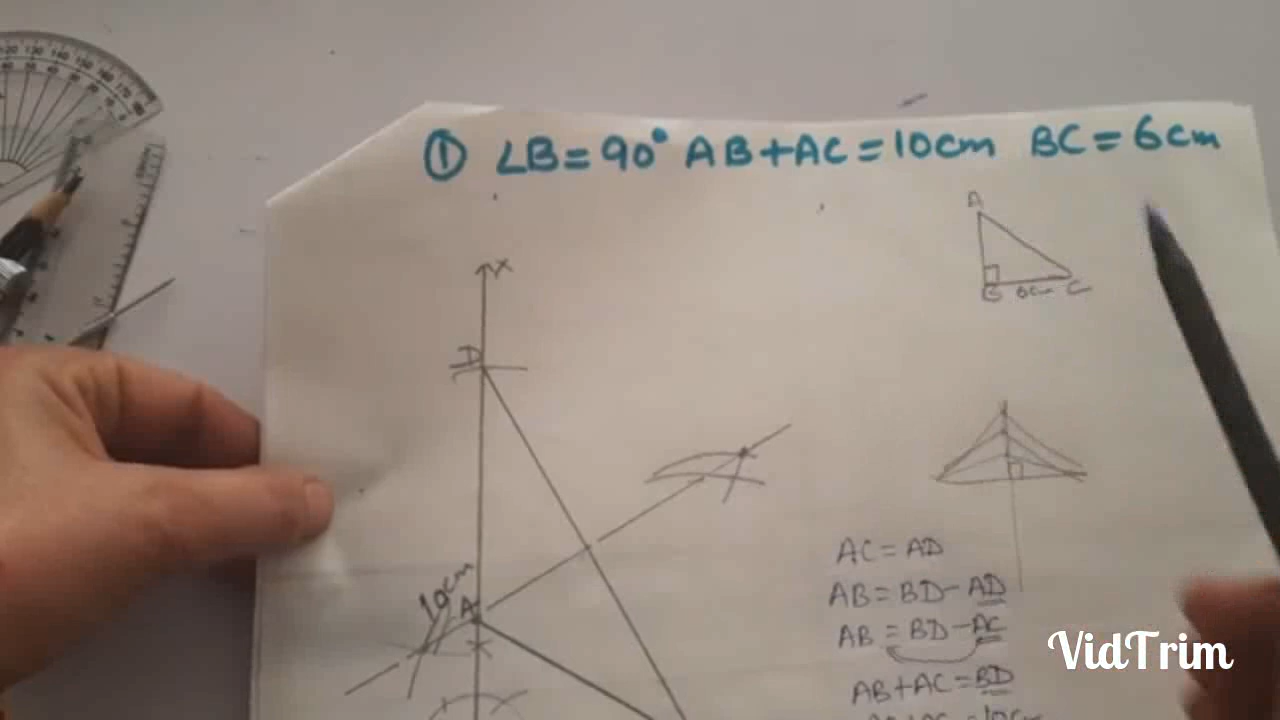 ① ∠B=90° AB+AC=10cm BC=6cm
A
B 6cm C
X
D
10cm
A
AC=AD
AB=BD-AD
AB=BD-AC
AB+AC=BD
VidTrim